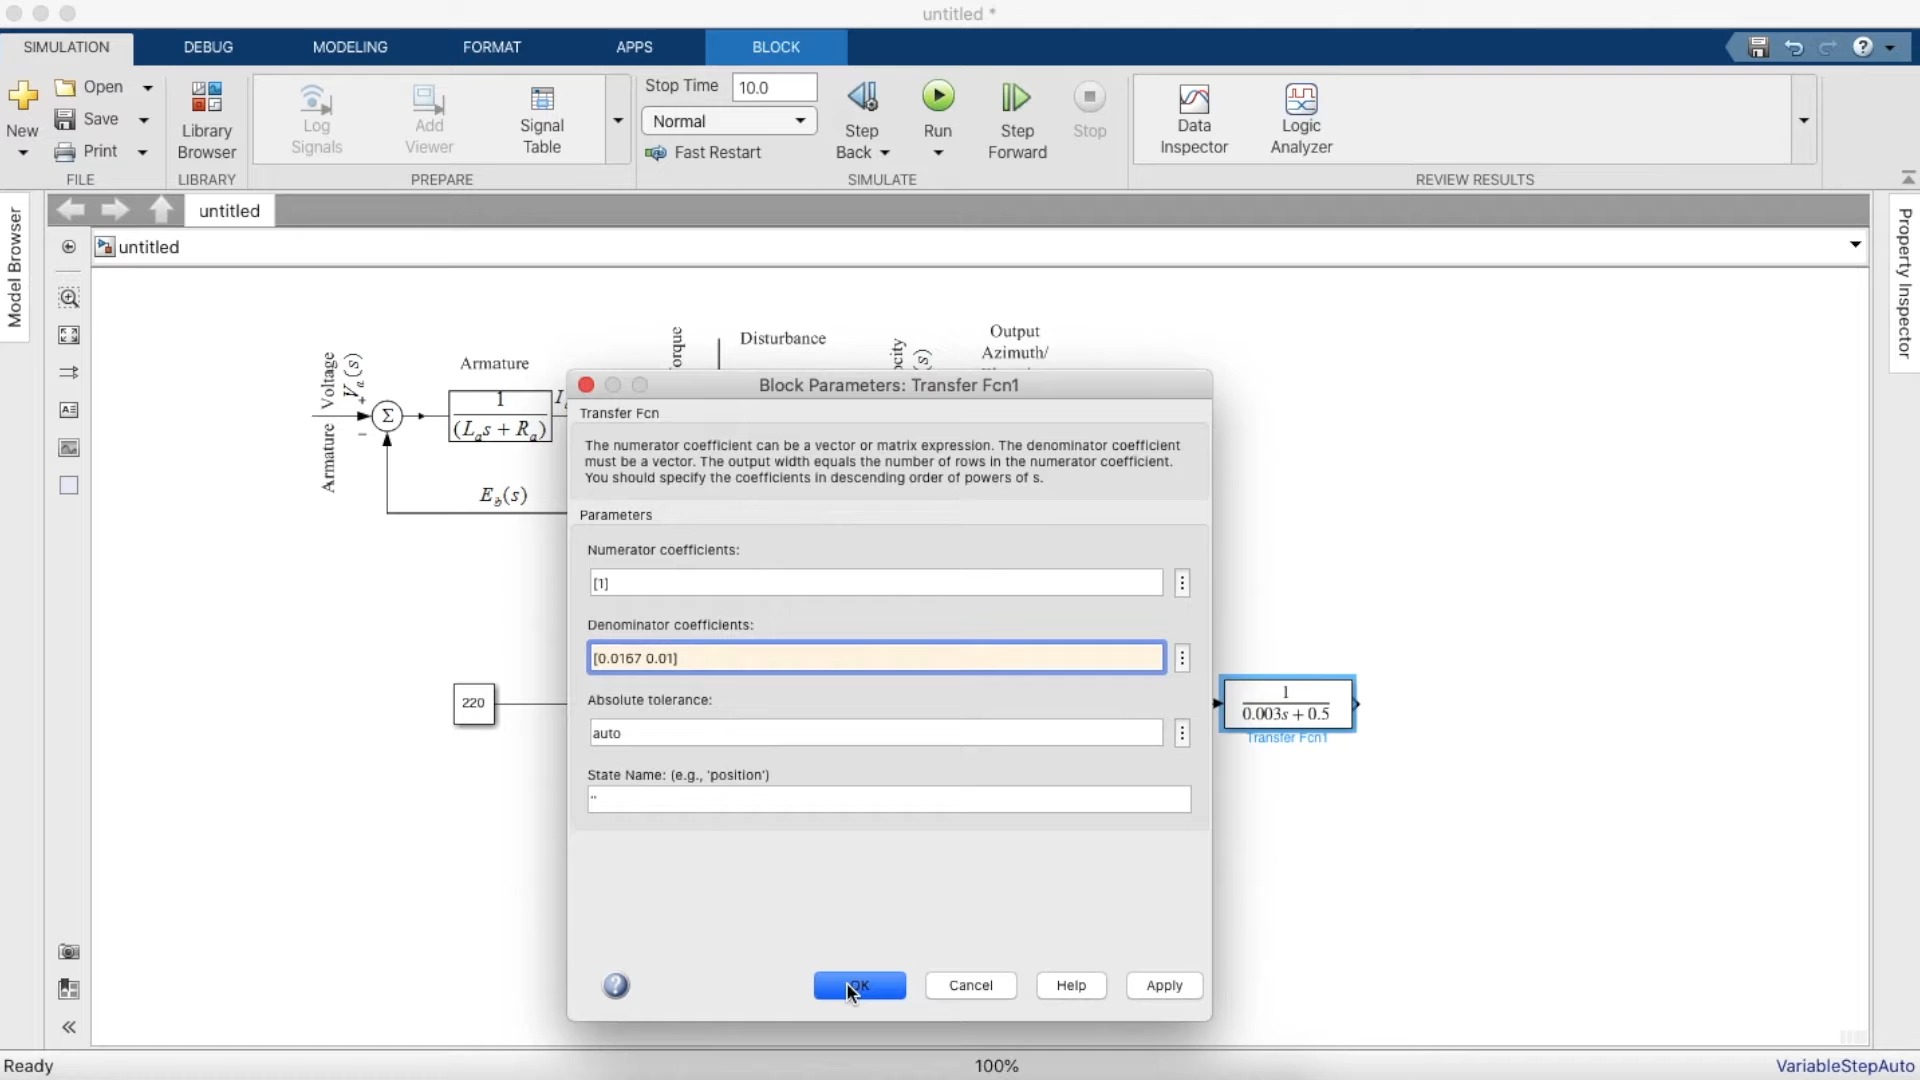 untitled *
SIMULATION DEBUG MODELING FORMAT APPS BLOCK
New
Open
Save
Print
FILE
Library
Browser
LIBRARY
Log
Signals
Add
Viewer
Signal
Table
PREPARE
Stop Time 10.0
Normal
Fast Restart
Step
Back
Run
Step
Forward
Stop
SIMULATE
Data
Inspector
Logic
Analyzer
REVIEW RESULTS
Model Browser
untitled
untitled
Property Inspector
Armature Voltage
V_a(s)
+
Σ
−
Armature
1
(L_a s + R_a)
E_b(s)
Disturbance
(s)
Output
Azimuth/
Block Parameters: Transfer Fcn1
Transfer Fcn
The numerator coefficient can be a vector or matrix expression. The denominator coefficient
must be a vector. The output width equals the number of rows in the numerator coefficient.
You should specify the coefficients in descending order of powers of s.
Parameters
Numerator coefficients:
[1]
Denominator coefficients:
[0.0167 0.01]
Absolute tolerance:
auto
State Name: (e.g., 'position')
''
Cancel Help Apply
220
1
0.003s + 0.5
Transfer Fcn1
Ready
100%
VariableStepAuto